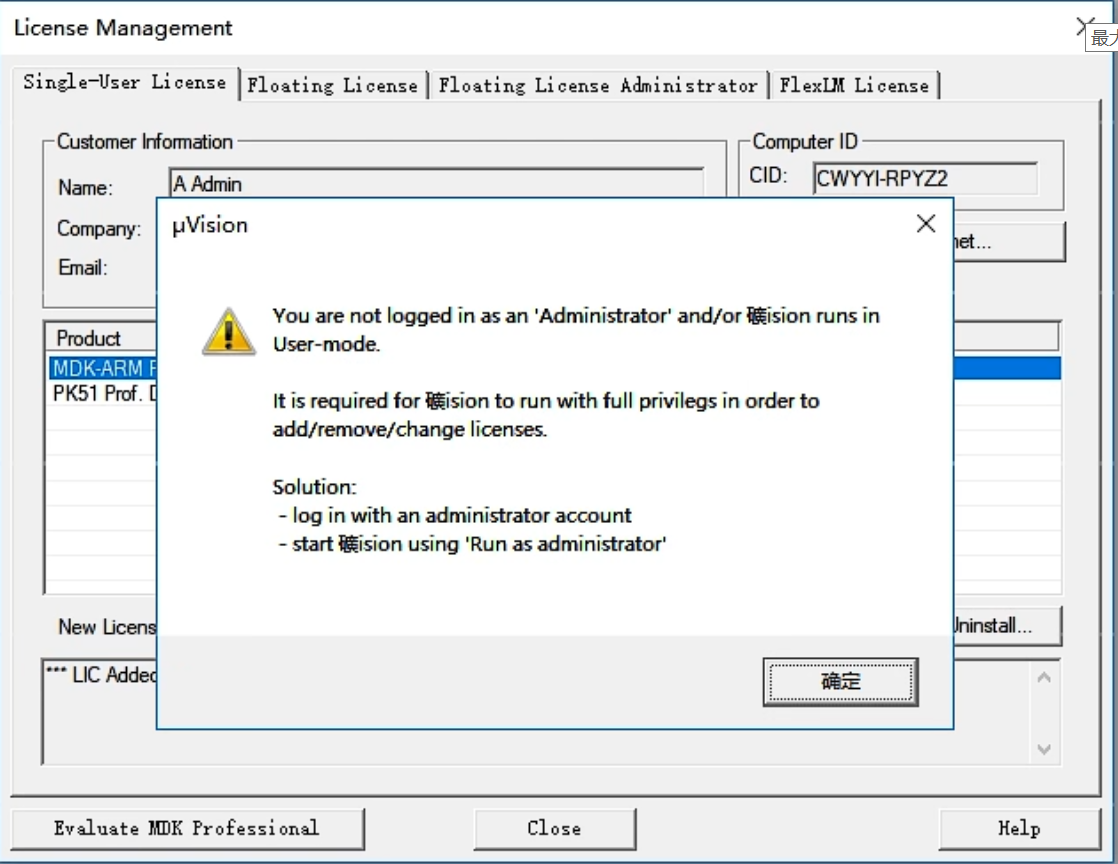 License Management
最大
Single-User License
Floating License
Floating License Administrator
FlexLM License
Customer Information
Computer ID
Name:
A Admin
CID:
CWYYI-RPYZ2
Company:
Email:
Product
MDK-ARM
PK51 Prof.
µVision
You are not logged in as an 'Administrator' and/or 礦ision runs in
User-mode.
It is required for 礦ision to run with full privilegs in order to
add/remove/change licenses.
Solution:
- log in with an administrator account
- start 礦ision using 'Run as administrator'
确定
New Licens
Uninstall...
*** LIC Added
Evaluate MDK Professional
Close
Help